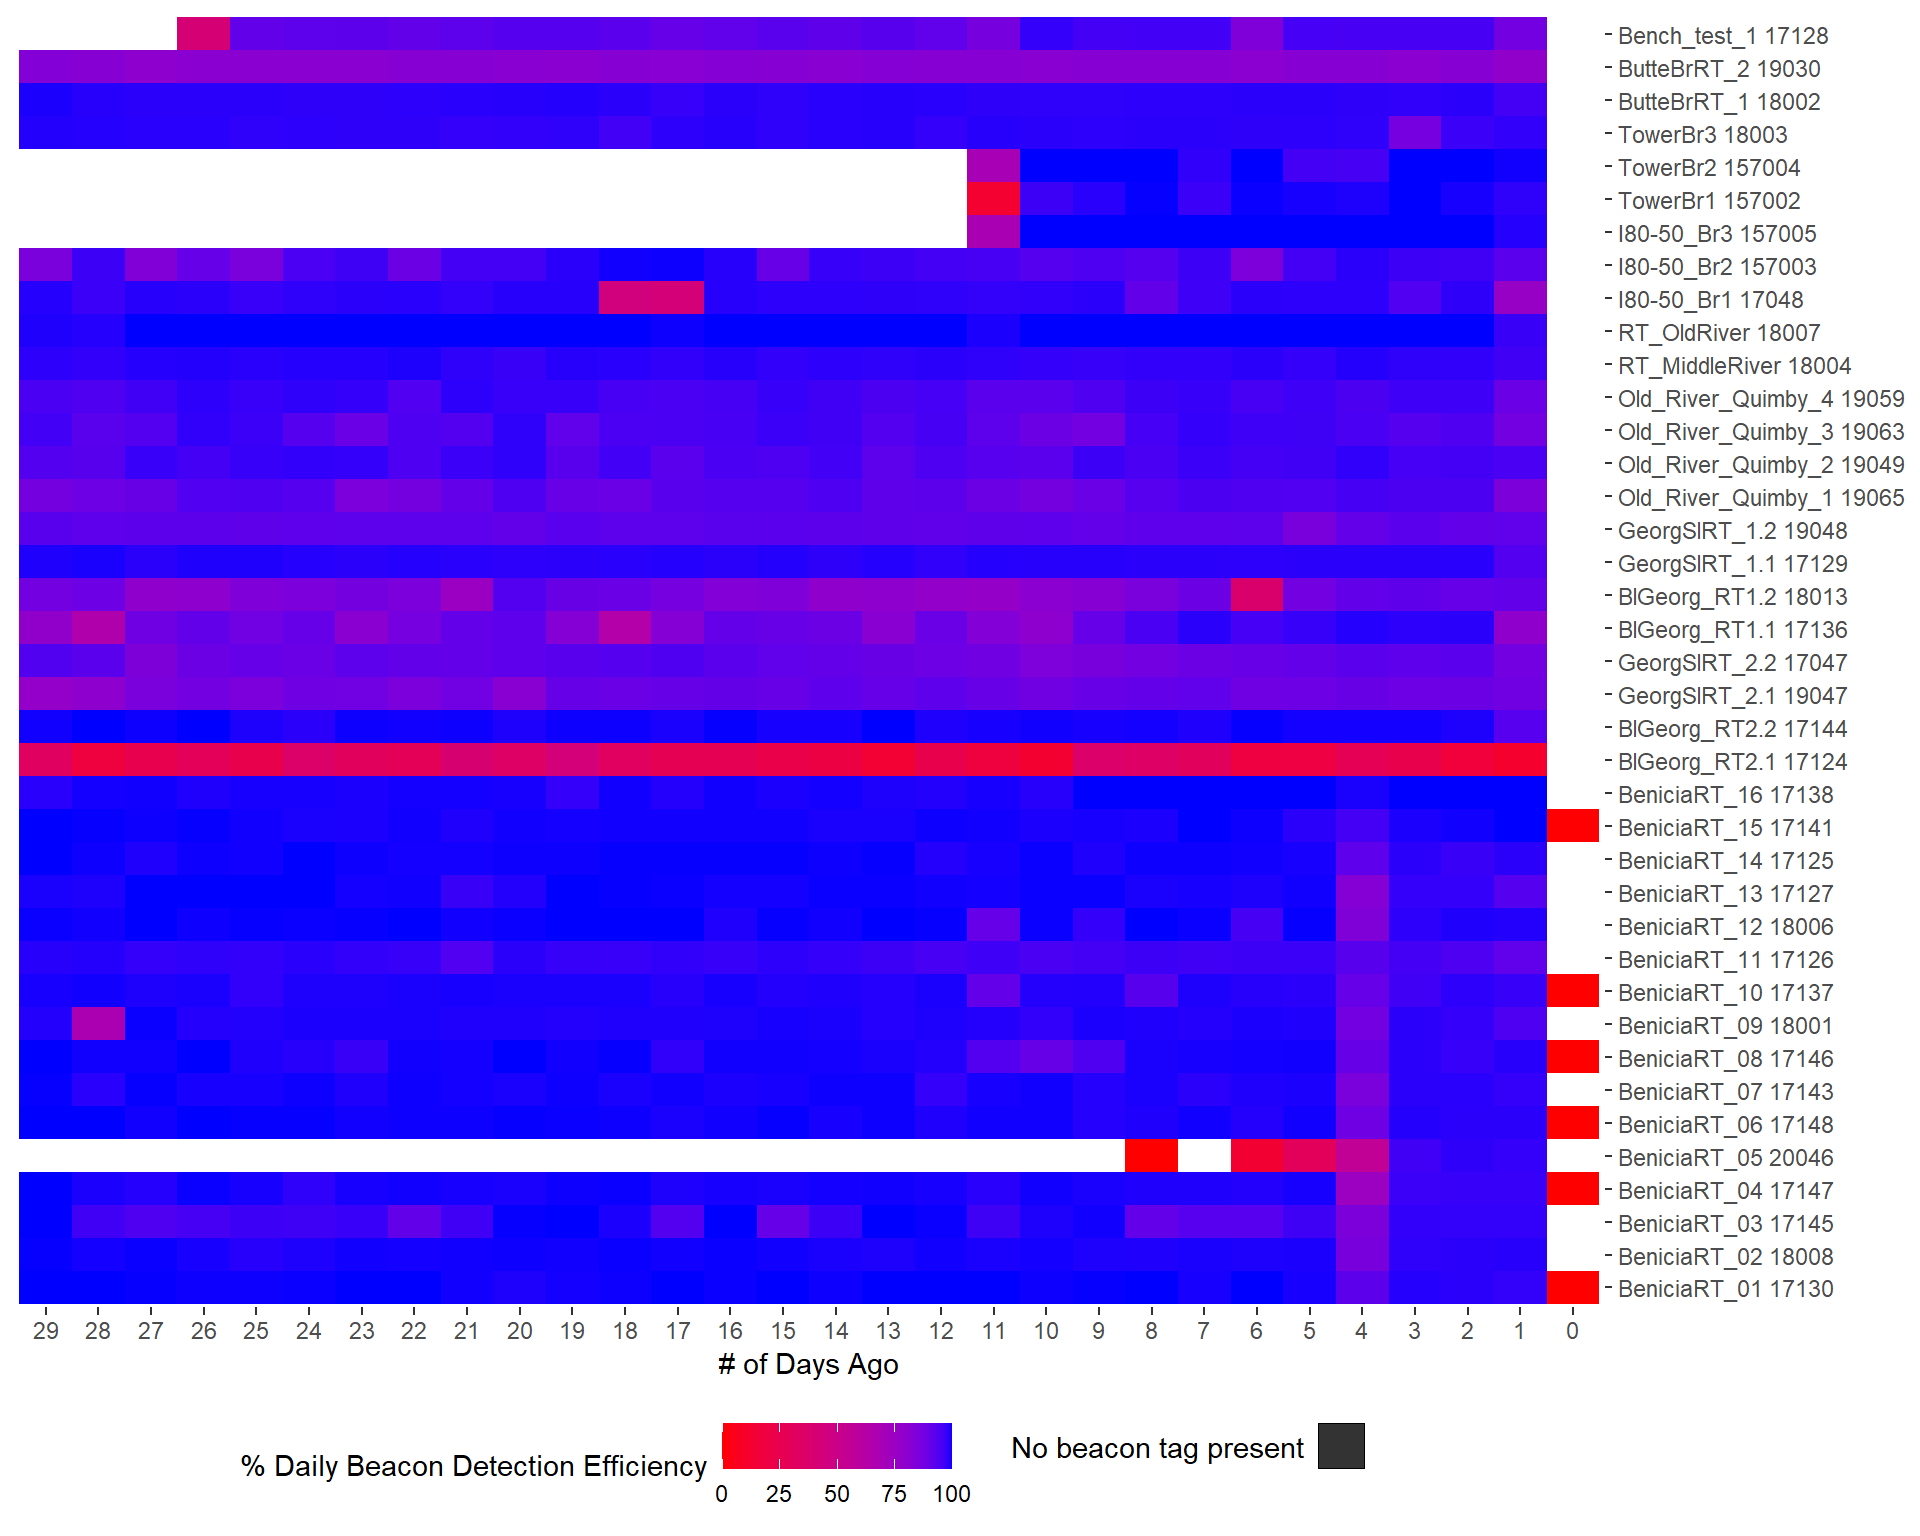 Bench_test_1 17128
ButteBrRT_2 19030
ButteBrRT_1 18002
TowerBr3 18003
TowerBr2 157004
TowerBr1 157002
I80-50_Br3 157005
I80-50_Br2 157003
I80-50_Br1 17048
RT_OldRiver 18007
RT_MiddleRiver 18004
Old_River_Quimby_4 19059
Old_River_Quimby_3 19063
Old_River_Quimby_2 19049
Old_River_Quimby_1 19065
GeorgSlRT_1.2 19048
GeorgSlRT_1.1 17129
BlGeorg_RT1.2 18013
BlGeorg_RT1.1 17136
GeorgSlRT_2.2 17047
GeorgSlRT_2.1 19047
BlGeorg_RT2.2 17144
BlGeorg_RT2.1 17124
BeniciaRT_16 17138
BeniciaRT_15 17141
BeniciaRT_14 17125
BeniciaRT_13 17127
BeniciaRT_12 18006
BeniciaRT_11 17126
BeniciaRT_10 17137
BeniciaRT_09 18001
BeniciaRT_08 17146
BeniciaRT_07 17143
BeniciaRT_06 17148
BeniciaRT_05 20046
BeniciaRT_04 17147
BeniciaRT_03 17145
BeniciaRT_02 18008
BeniciaRT_01 17130
29 28 27 26 25 24 23 22 21 20 19 18 17 16 15 14 13 12 11 10 9 8 7 6 5 4 3 2 1 0
# of Days Ago
% Daily Beacon Detection Efficiency
0 25 50 75 100
No beacon tag present